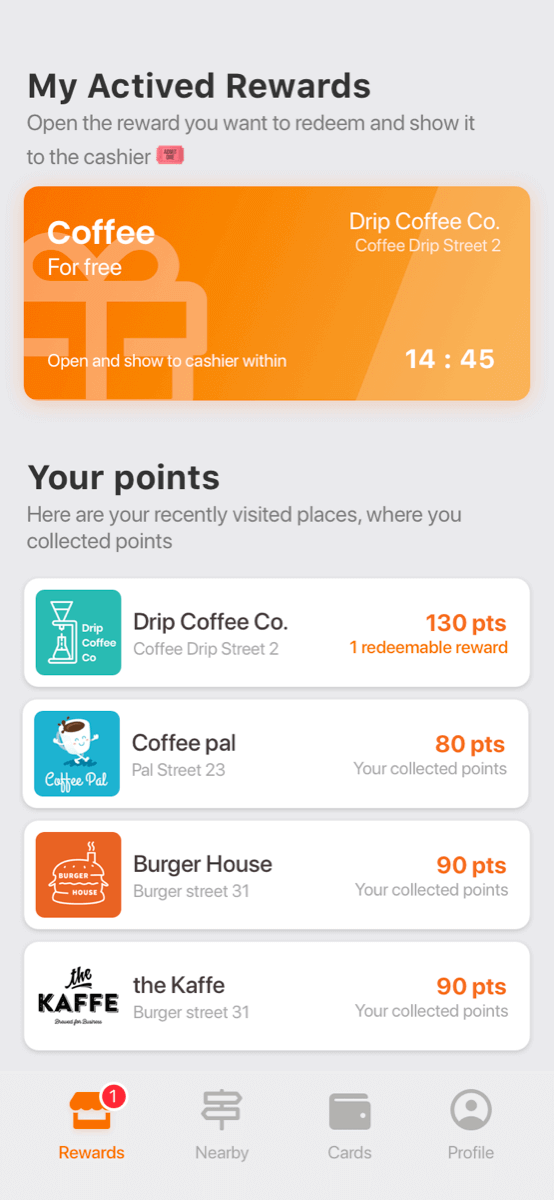 My Actived Rewards
Open the reward you want to redeem and show it
to the cashier
ADMIT
ONE
Coffee
For free
Drip Coffee Co.
Coffee Drip Street 2
Open and show to cashier within
14 : 45
Your points
Here are your recently visited places, where you
collected points
Drip
Coffee
Co
Drip Coffee Co.
Coffee Drip Street 2
130 pts
1 redeemable reward
Coffee Pal
Coffee pal
Pal Street 23
80 pts
Your collected points
BURGER
HOUSE
Burger House
Burger street 31
90 pts
Your collected points
the
KAFFE
Brewed for Business
the Kaffe
Burger street 31
90 pts
Your collected points
1
Rewards
Nearby
Cards
Profile